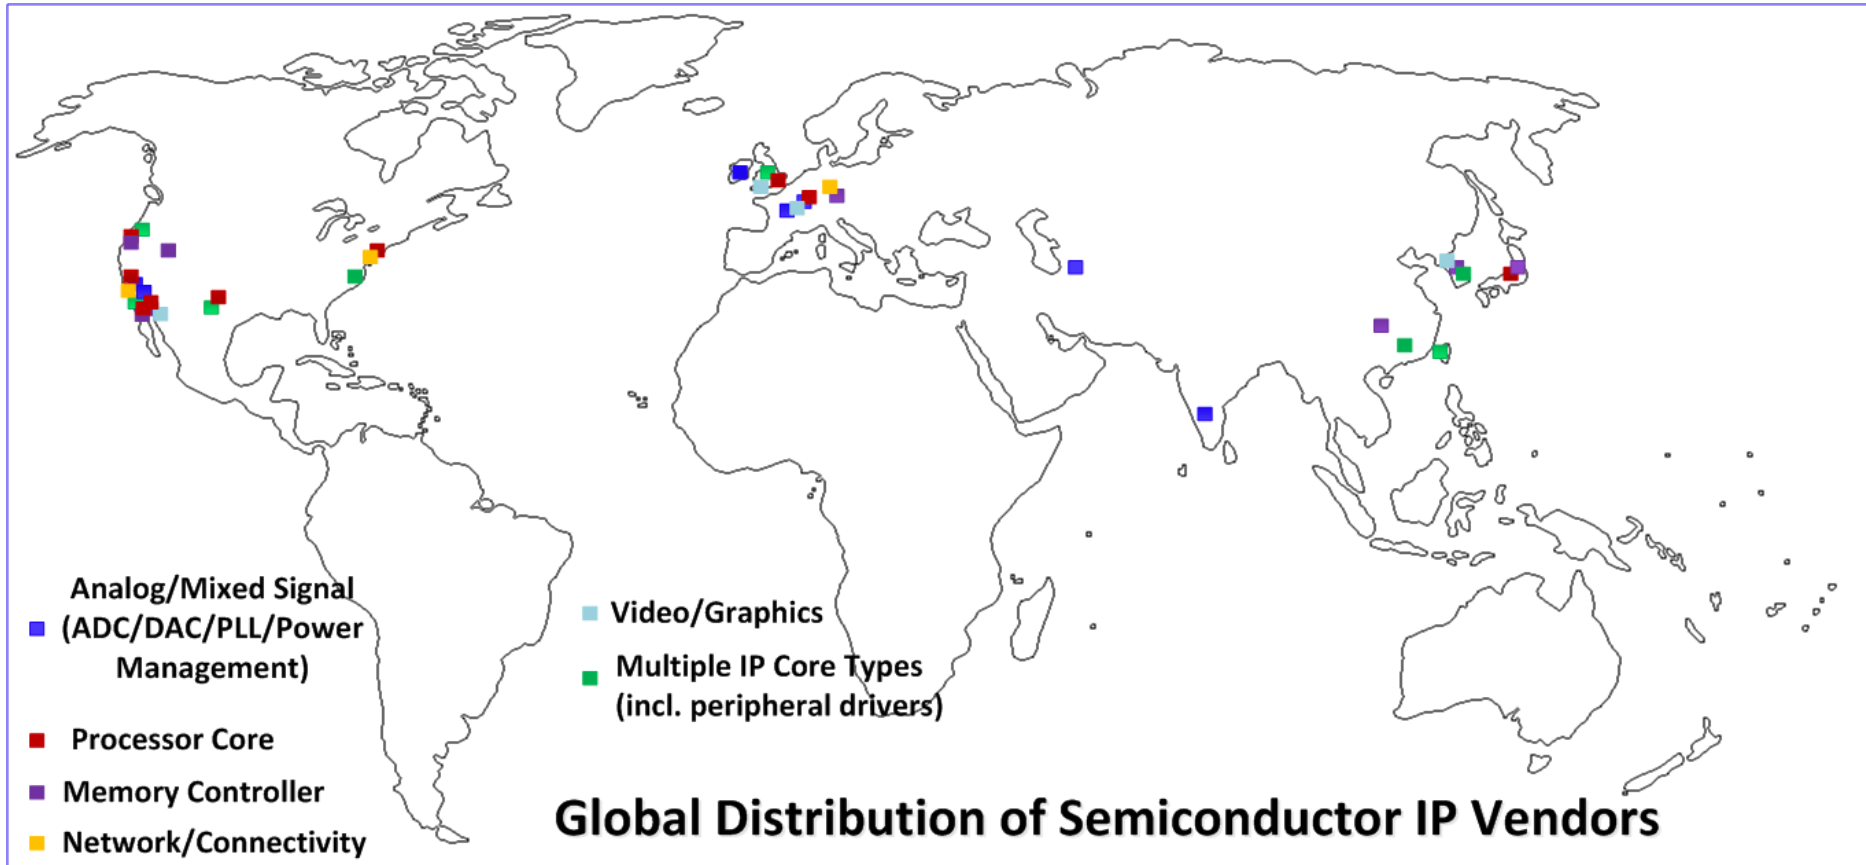 Analog/Mixed Signal
(ADC/DAC/PLL/Power
Management)
Processor Core
Memory Controller
Network/Connectivity
Video/Graphics
Multiple IP Core Types
(incl. peripheral drivers)
Global Distribution of Semiconductor IP Vendors